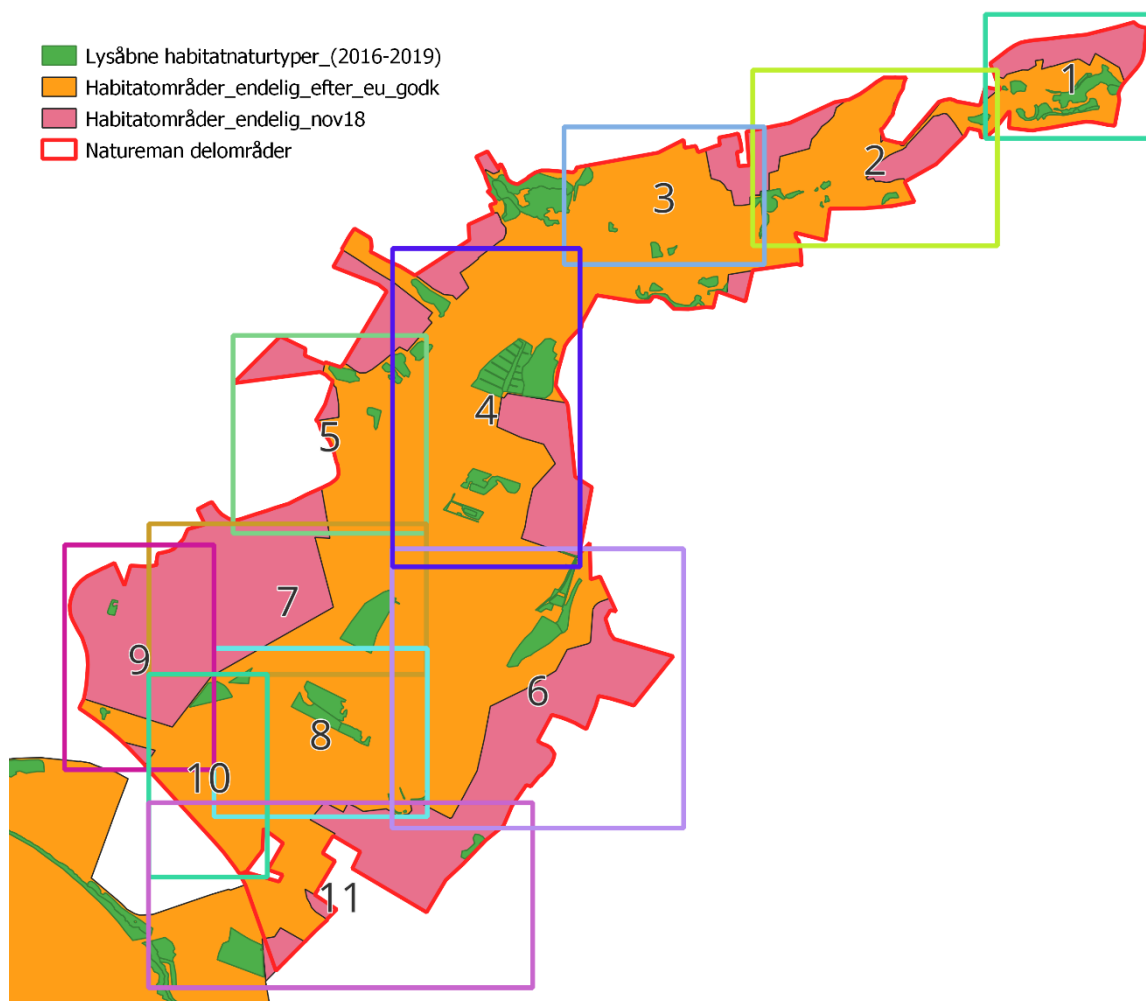 Lysåbne habitatnaturtyper_(2016-2019)
Habitatområder_endelig_efter_eu_godk
Habitatområder_endelig_nov18
Natureman delområder
1
2
3
4
5
6
7
8
9
10
11